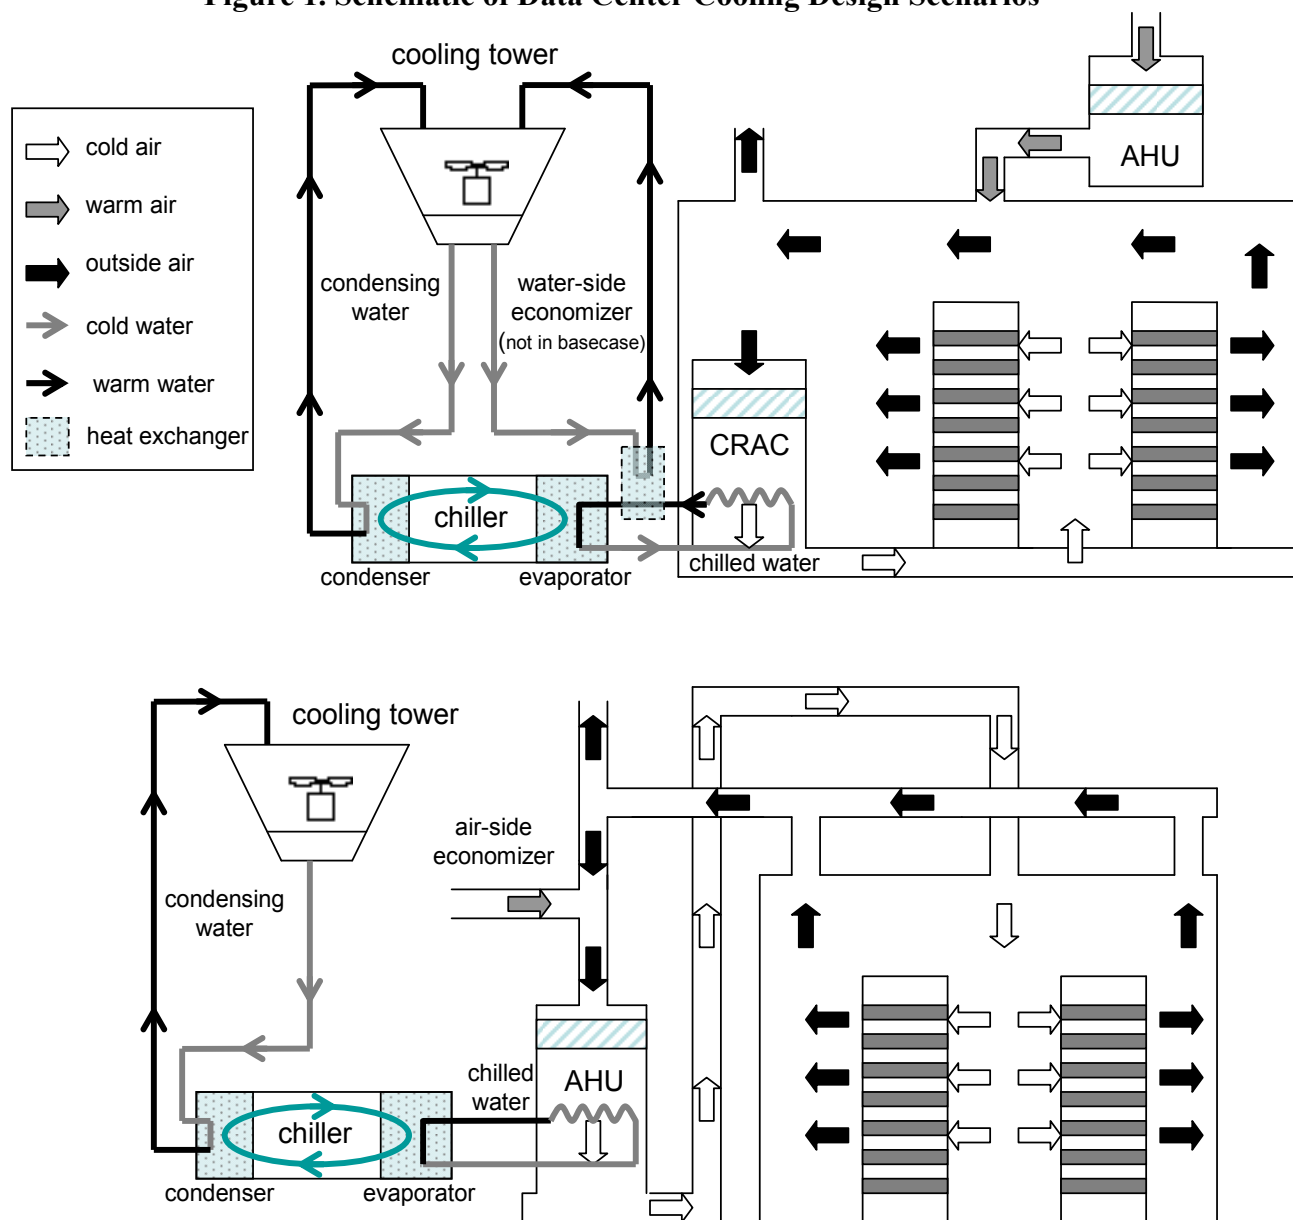 Figure 1. Schematic of Data Center Cooling Design Scenarios
cooling tower
cold air
warm air
outside air
cold water
warm water
heat exchanger
condensing
water
water-side
economizer
(not in basecase)
AHU
CRAC
chiller
condenser
evaporator
chilled water
cooling tower
air-side
economizer
condensing
water
chilled
water
AHU
chiller
condenser
evaporator